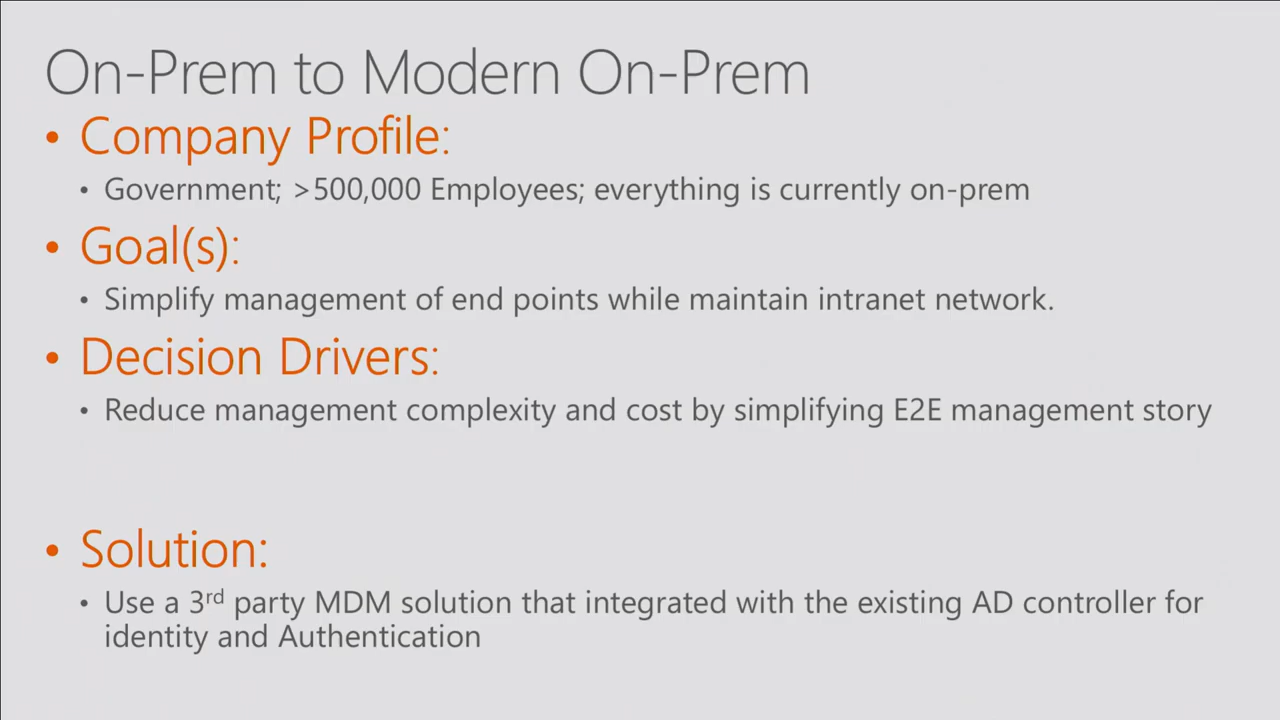 On-Prem to Modern On-Prem
• Company Profile:
• Government; >500,000 Employees; everything is currently on-prem
• Goal(s):
• Simplify management of end points while maintain intranet network.
• Decision Drivers:
• Reduce management complexity and cost by simplifying E2E management story
• Solution:
• Use a 3rd party MDM solution that integrated with the existing AD controller for
identity and Authentication